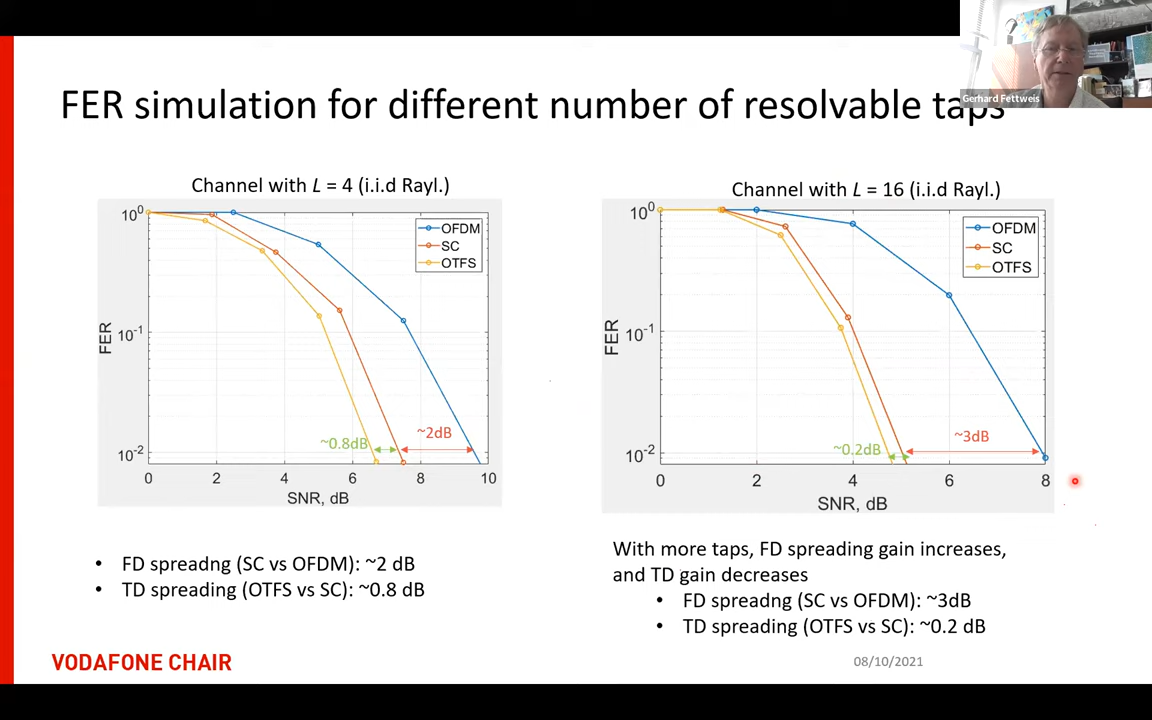 Gerhard Fettweis
FER simulation for different number of resolvable taps
Channel with L = 4 (i.i.d Rayl.)
10⁰
10⁻¹
10⁻²
FER
OFDM
SC
OTFS
~0.8dB
~2dB
0 2 4 6 8 10
SNR, dB
• FD spreadng (SC vs OFDM): ~2 dB
• TD spreading (OTFS vs SC): ~0.8 dB
Channel with L = 16 (i.i.d Rayl.)
10⁰
10⁻¹
10⁻²
FER
OFDM
SC
OTFS
~0.2dB
~3dB
0 2 4 6 8
SNR, dB
With more taps, FD spreading gain increases,
and TD gain decreases
• FD spreadng (SC vs OFDM): ~3dB
• TD spreading (OTFS vs SC): ~0.2 dB
VODAFONE CHAIR
08/10/2021